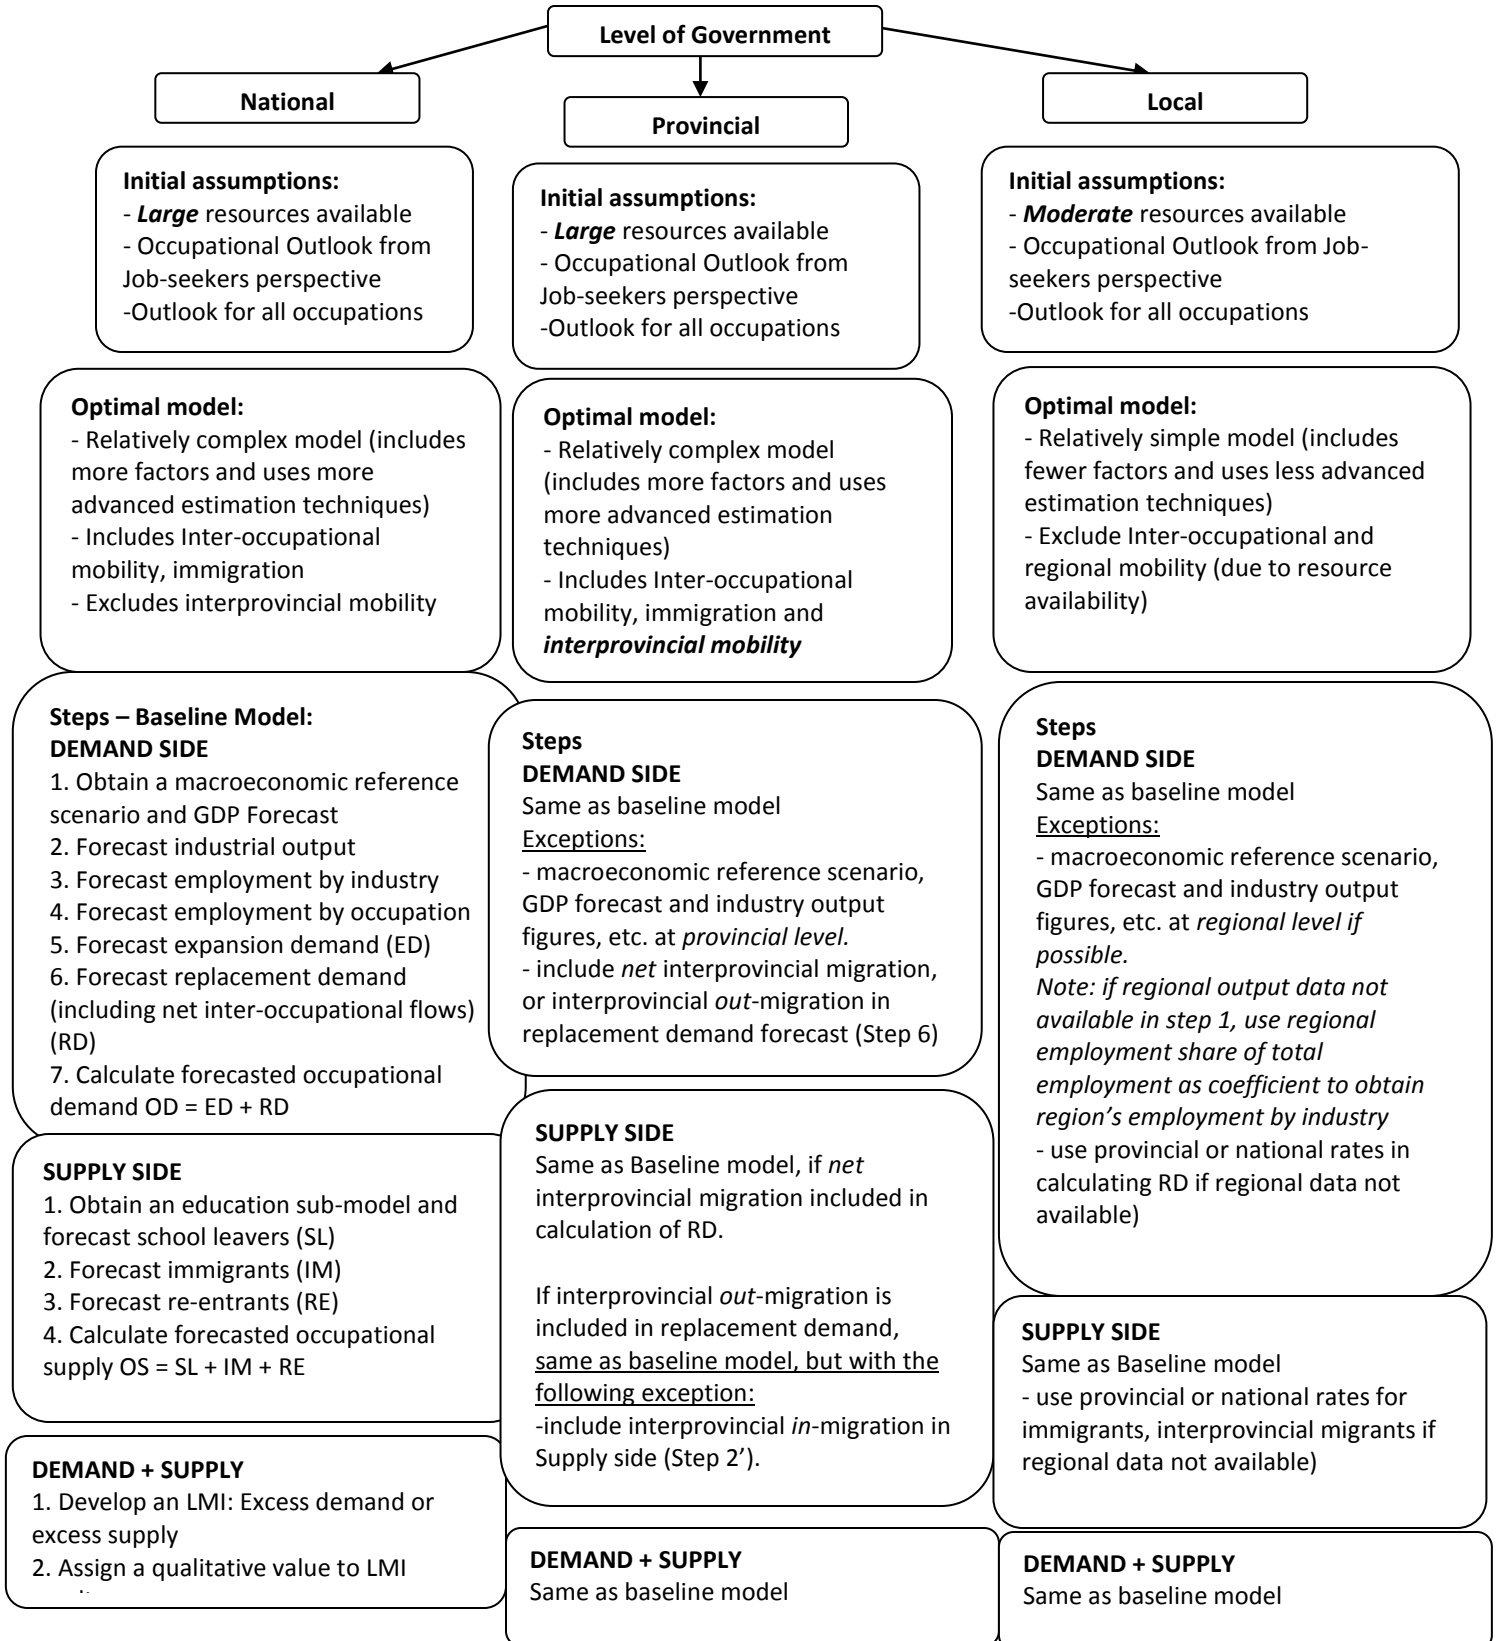 Level of Government
National
Provincial
Local
Initial assumptions:
- Large resources available
- Occupational Outlook from
Job-seekers perspective
-Outlook for all occupations
Initial assumptions:
- Large resources available
- Occupational Outlook from
Job-seekers perspective
-Outlook for all occupations
Initial assumptions:
- Moderate resources available
- Occupational Outlook from Job-
seekers perspective
-Outlook for all occupations
Optimal model:
- Relatively complex model (includes
more factors and uses more
advanced estimation techniques)
- Includes Inter-occupational
mobility, immigration
- Excludes interprovincial mobility
Optimal model:
- Relatively complex model
(includes more factors and uses
more advanced estimation
techniques)
- Includes Inter-occupational
mobility, immigration and
interprovincial mobility
Optimal model:
- Relatively simple model (includes
fewer factors and uses less advanced
estimation techniques)
- Exclude Inter-occupational and
regional mobility (due to resource
availability)
Steps – Baseline Model:
DEMAND SIDE
1. Obtain a macroeconomic reference
scenario and GDP Forecast
2. Forecast industrial output
3. Forecast employment by industry
4. Forecast employment by occupation
5. Forecast expansion demand (ED)
6. Forecast replacement demand
(including net inter-occupational flows)
(RD)
7. Calculate forecasted occupational
demand OD = ED + RD
Steps
DEMAND SIDE
Same as baseline model
Exceptions:
- macroeconomic reference scenario,
GDP forecast and industry output
figures, etc. at provincial level.
- include net interprovincial migration,
or interprovincial out-migration in
replacement demand forecast (Step 6)
Steps
DEMAND SIDE
Same as baseline model
Exceptions:
- macroeconomic reference scenario,
GDP forecast and industry output
figures, etc. at regional level if
possible.
Note: if regional output data not
available in step 1, use regional
employment share of total
employment as coefficient to obtain
region’s employment by industry
- use provincial or national rates in
calculating RD if regional data not
available)
SUPPLY SIDE
1. Obtain an education sub-model and
forecast school leavers (SL)
2. Forecast immigrants (IM)
3. Forecast re-entrants (RE)
4. Calculate forecasted occupational
supply OS = SL + IM + RE
SUPPLY SIDE
Same as Baseline model, if net
interprovincial migration included in
calculation of RD.
If interprovincial out-migration is
included in replacement demand,
same as baseline model, but with the
following exception:
-include interprovincial in-migration in
Supply side (Step 2’).
SUPPLY SIDE
Same as Baseline model
- use provincial or national rates for
immigrants, interprovincial migrants if
regional data not available)
DEMAND + SUPPLY
1. Develop an LMI: Excess demand or
excess supply
2. Assign a qualitative value to LMI
DEMAND + SUPPLY
Same as baseline model
DEMAND + SUPPLY
Same as baseline model